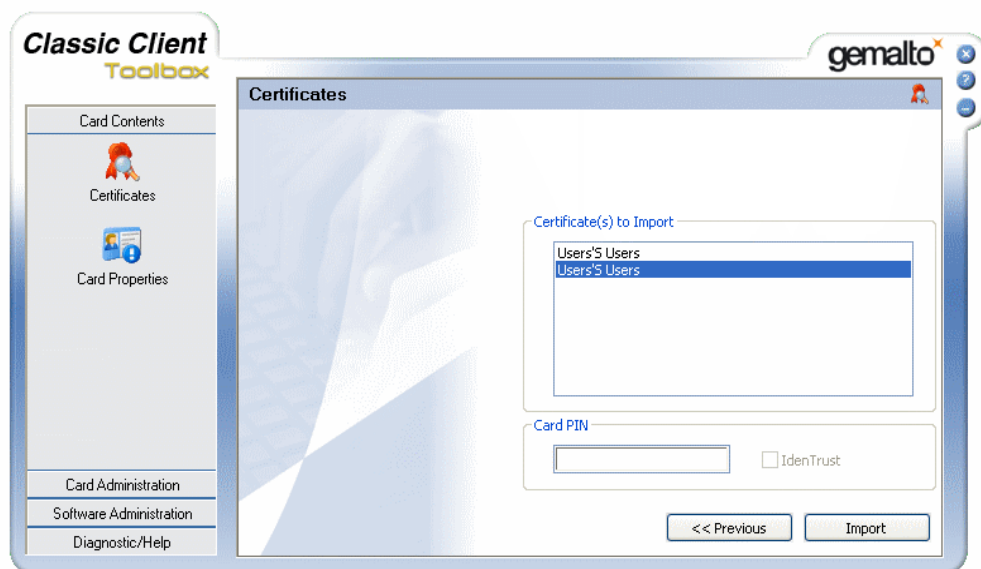 Classic Client
Toolbox
gemalto
Certificates
Card Contents
Certificates
Card Properties
Card Administration
Software Administration
Diagnostic/Help
Certificate(s) to Import
Users'S Users
Users'S Users
Card PIN
IdenTrust
<< Previous
Import